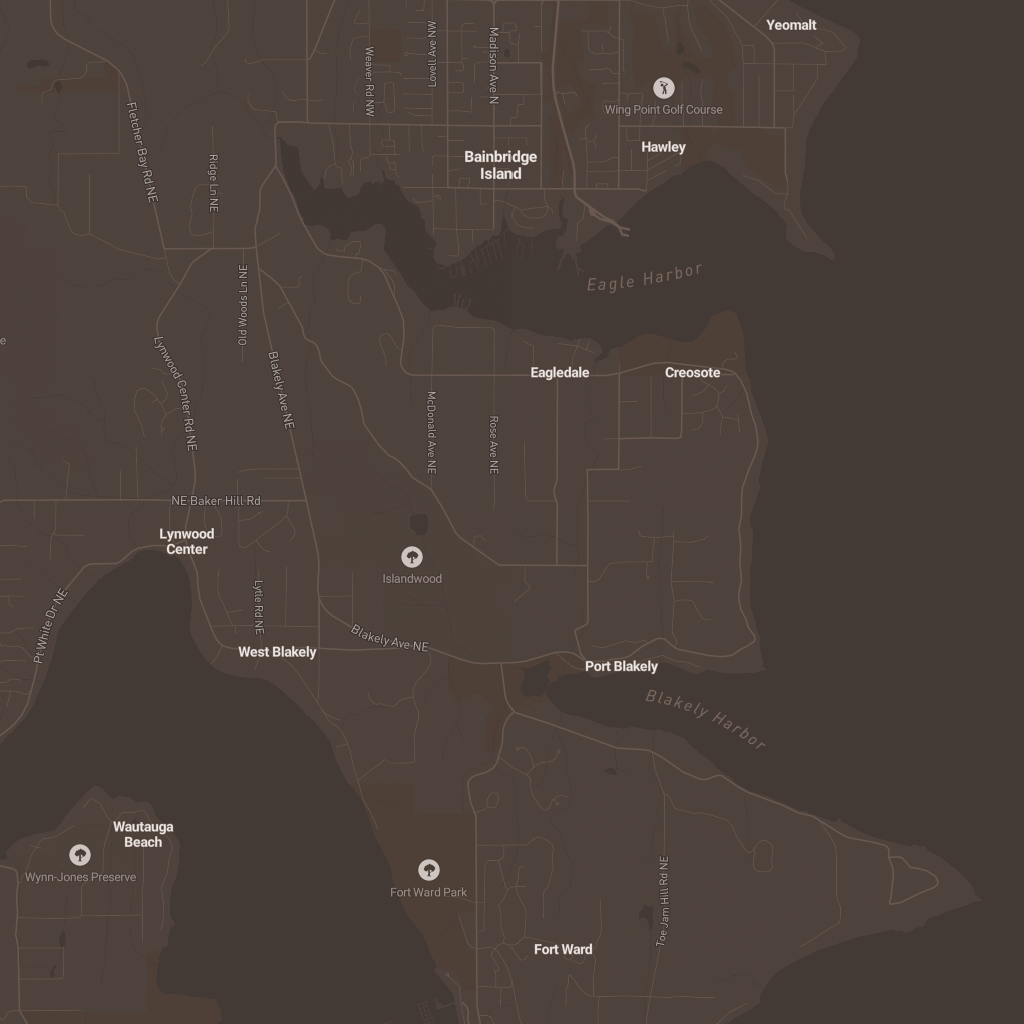 Yeomalt
Wing Point Golf Course
Weaver Rd NW
Lovell Ave NW
Madison Ave N
Fletcher Bay Rd NE
Hawley
Bainbridge
Island
Ridge Ln NE
Eagle Harbor
Old Woods Ln NE
e
Lynwood Center Rd NE
Blakely Ave NE
Eagledale
Creosote
McDonald Ave NE
Rose Ave NE
NE Baker Hill Rd
Lynwood
Center
Islandwood
Lytle Rd NE
Pt White Dr NE
Blakely Ave NE
West Blakely
Port Blakely
Blakely Harbor
Wautauga
Beach
Wynn-Jones Preserve
Fort Ward Park
Toe Jam Hill Rd NE
Fort Ward